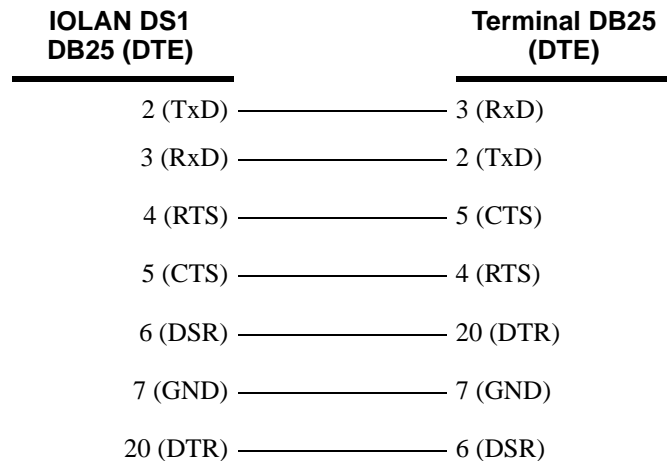 IOLAN DS1 Terminal DB25
DB25 (DTE) (DTE)
2 (TxD) 3 (RxD)
3 (RxD) 2 (TxD)
4 (RTS) 5 (CTS)
5 (CTS) 4 (RTS)
6 (DSR) 20 (DTR)
7 (GND) 7 (GND)
20 (DTR) 6 (DSR)